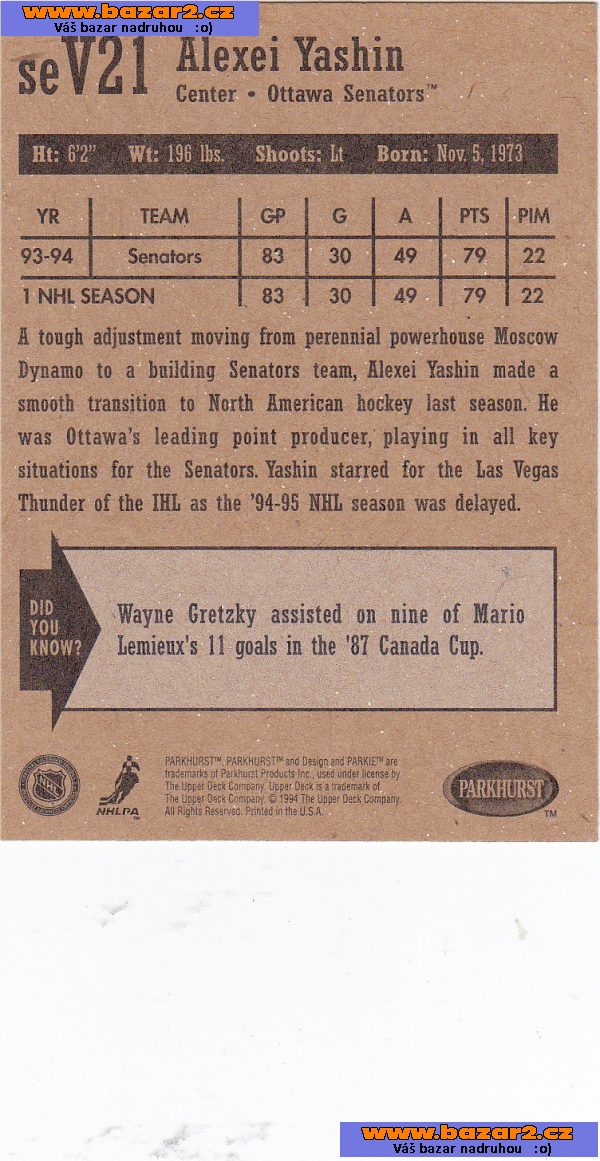 www.bazar2.cz
Váš bazar nadruhou :o)
seV21 Alexei Yashin
Center • Ottawa Senators™
Ht: 6'2" Wt: 196 lbs. Shoots: Lt Born: Nov. 5, 1973
YR TEAM GP G A PTS PIM
93-94 Senators 83 30 49 79 22
1 NHL SEASON 83 30 49 79 22
A tough adjustment moving from perennial powerhouse Moscow
Dynamo to a building Senators team, Alexei Yashin made a
smooth transition to North American hockey last season. He
was Ottawa's leading point producer, playing in all key
situations for the Senators. Yashin starred for the Las Vegas
Thunder of the IHL as the '94-95 NHL season was delayed.
DID
YOU
KNOW?
Wayne Gretzky assisted on nine of Mario
Lemieux's 11 goals in the '87 Canada Cup.
NHL
NHLPA™
PARKHURST™, PARKHURST™ and Design and PARKIE™ are
trademarks of Parkhurst Products Inc., used under license by
The Upper Deck Company. Upper Deck is a trademark of
The Upper Deck Company. © 1994 The Upper Deck Company.
All Rights Reserved. Printed in the U.S.A.
PARKHURST™
www.bazar2.cz
Váš bazar nadruhou :o)